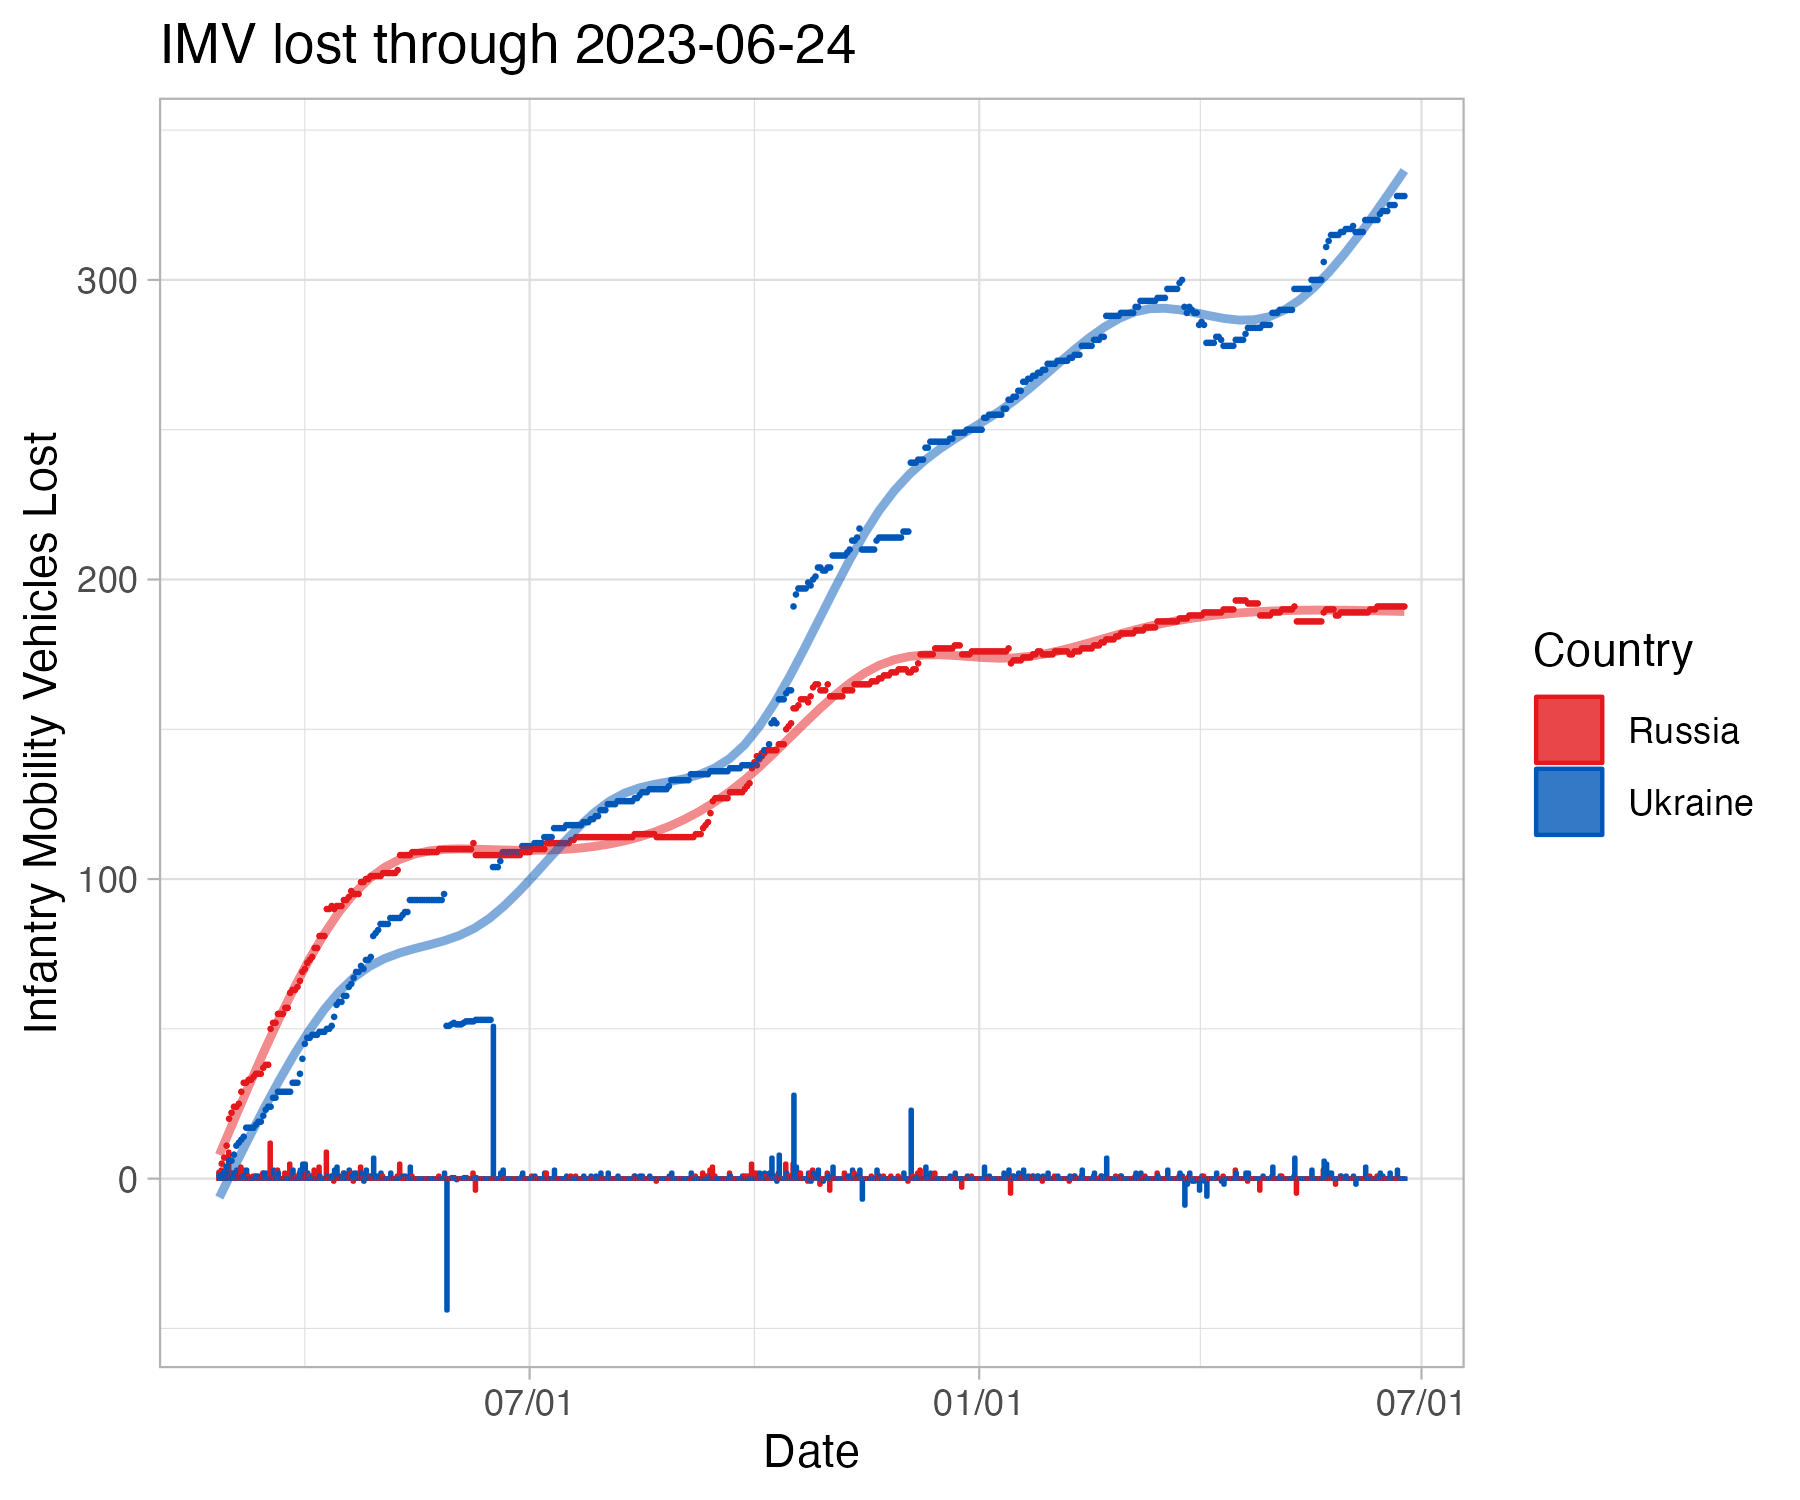 IMV lost through 2023-06-24
Infantry Mobility Vehicles Lost
300
200
100
0
07/01
01/01
07/01
Date
Country
Russia
Ukraine